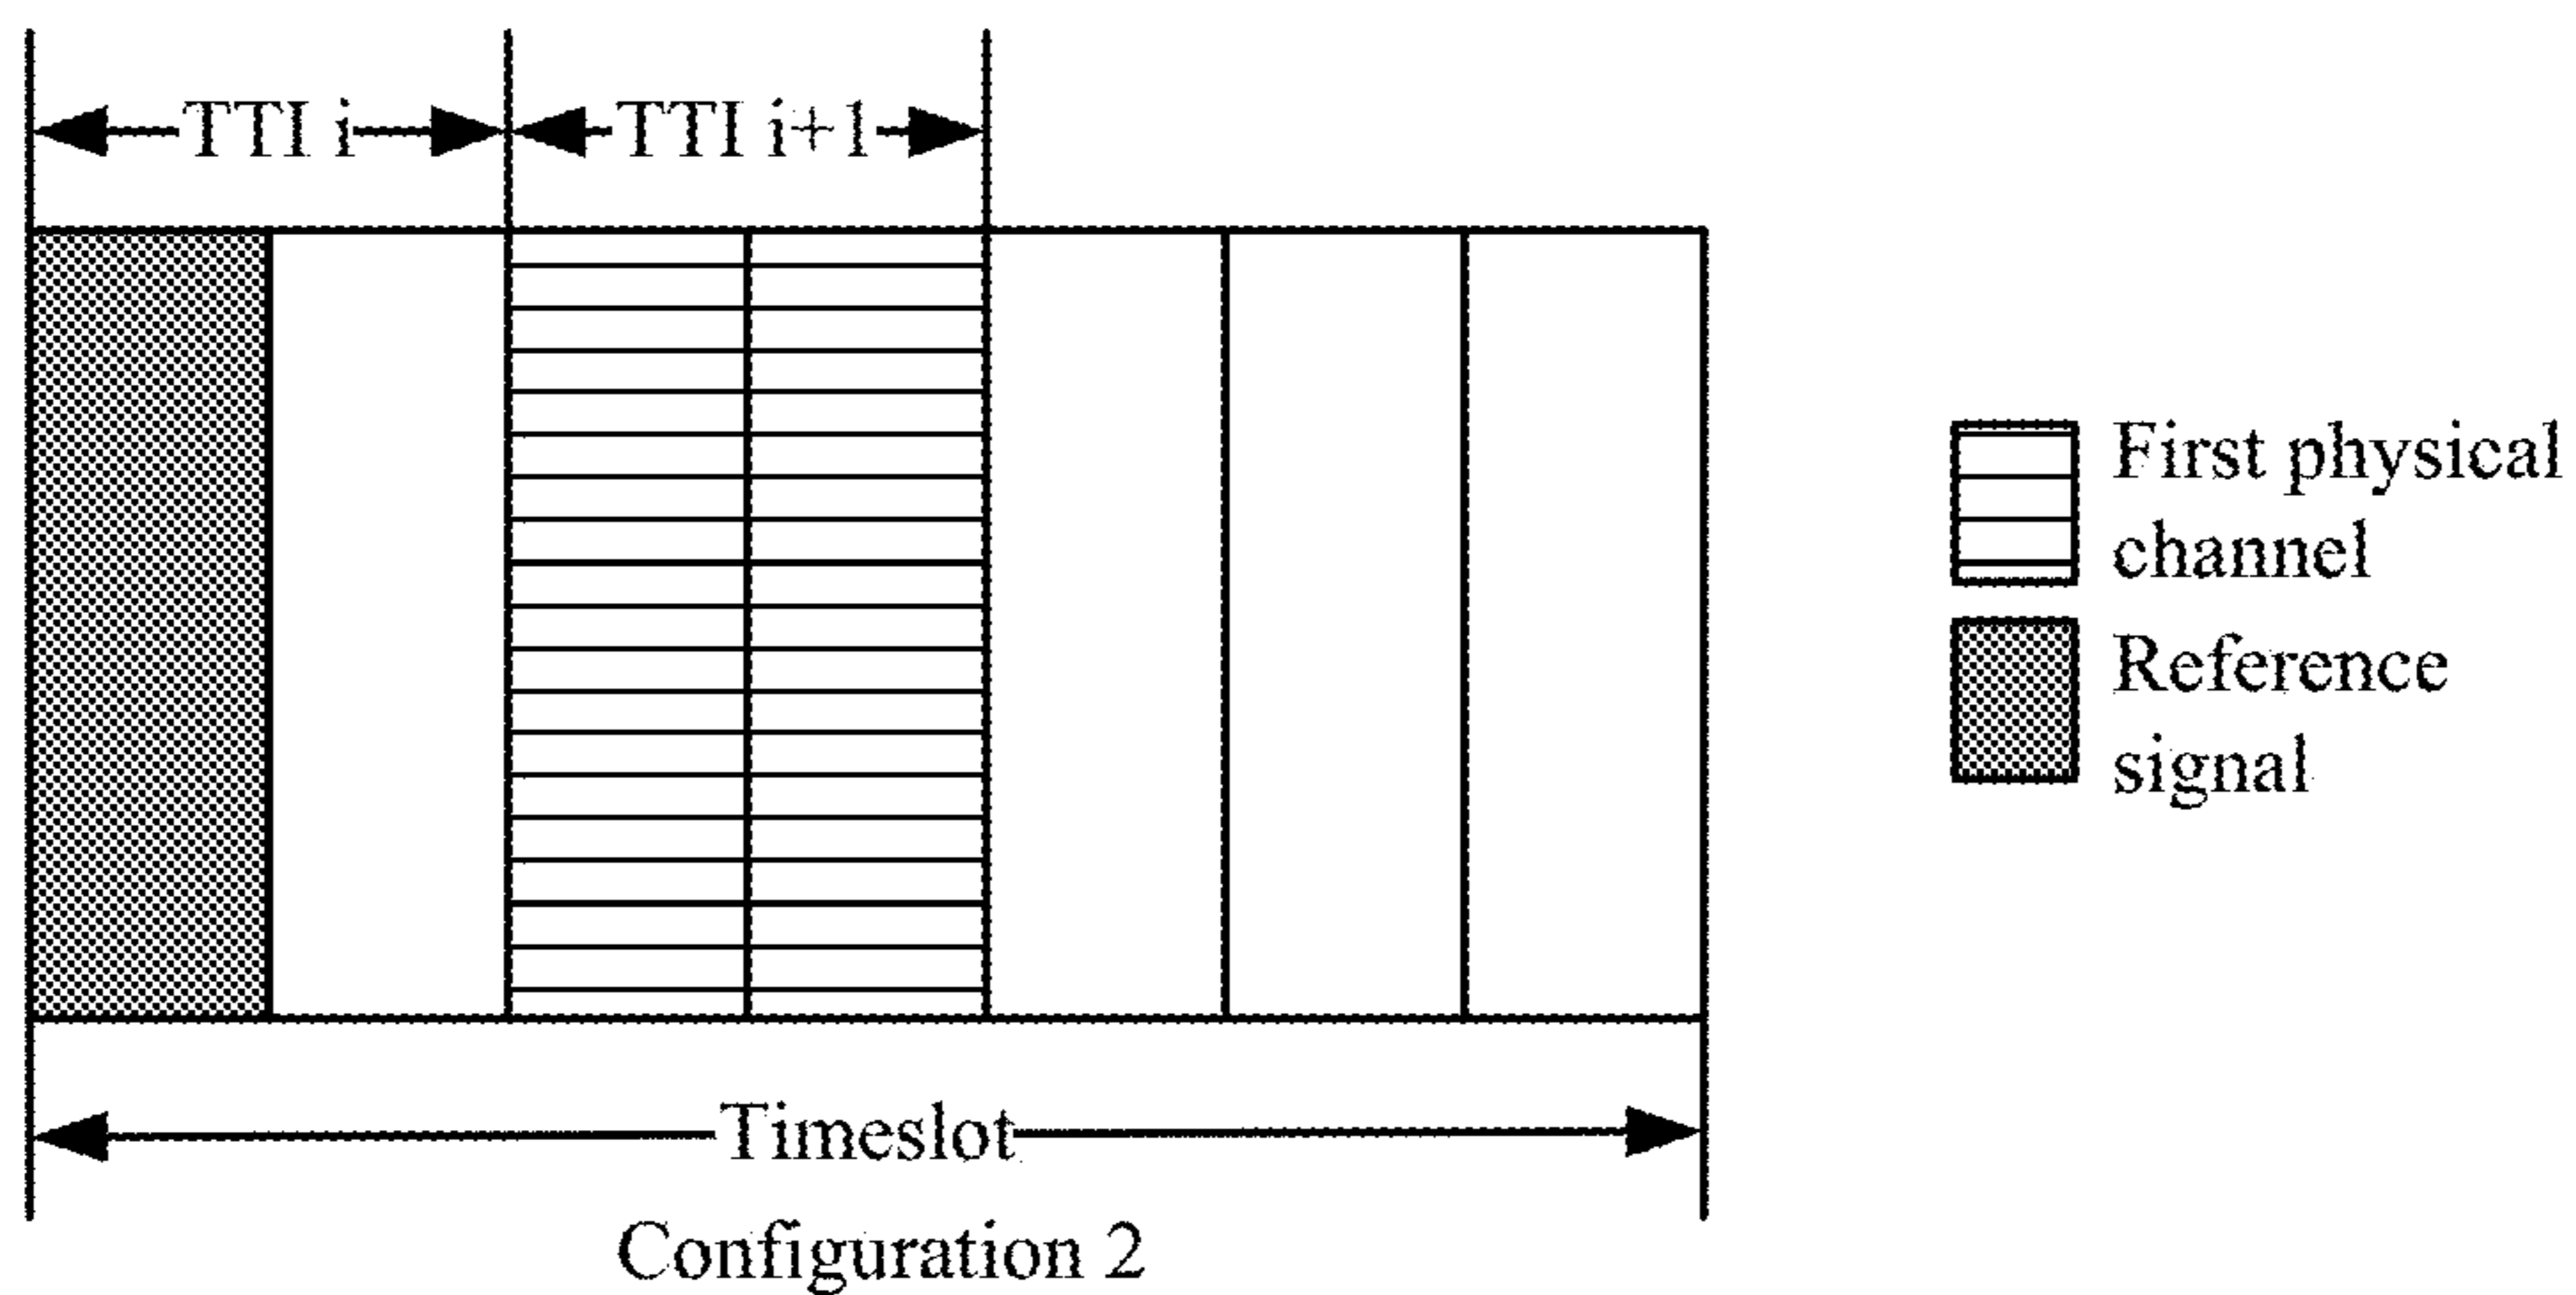 TTI i
TTI i+1
First physical
channel
Reference
signal
Timeslot
Configuration 2